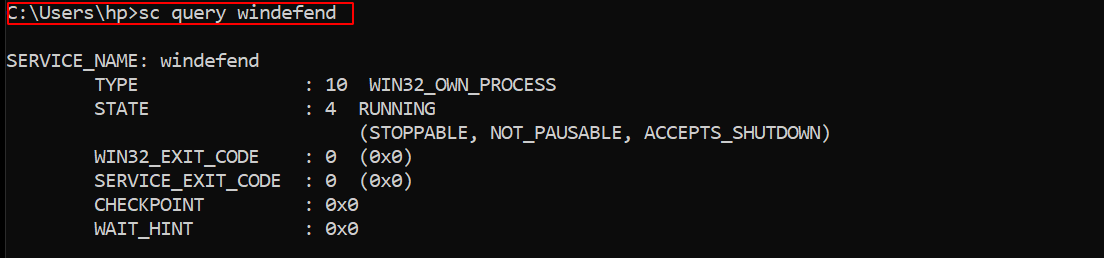 C:\Users\hp>sc query windefend
SERVICE_NAME: windefend
TYPE : 10 WIN32_OWN_PROCESS
STATE : 4 RUNNING
(STOPPABLE, NOT_PAUSABLE, ACCEPTS_SHUTDOWN)
WIN32_EXIT_CODE : 0 (0x0)
SERVICE_EXIT_CODE : 0 (0x0)
CHECKPOINT : 0x0
WAIT_HINT : 0x0